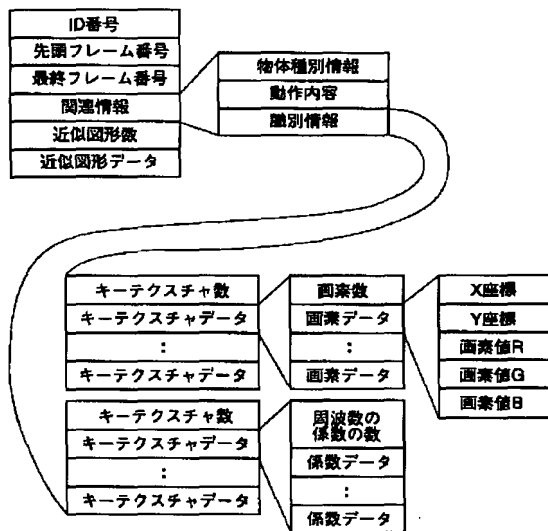 ID番号
先頭フレーム番号
最終フレーム番号
関連情報
近似図形数
近似図形データ
物体種別情報
動作内容
識別情報
キーテクスチャ数
キーテクスチャデータ
:
キーテクスチャデータ
画素数
画素データ
:
画素データ
X座標
Y座標
画素値R
画素値G
画素値B
キーテクスチャ数
キーテクスチャデータ
:
キーテクスチャデータ
周波数の
係数の数
係数データ
:
係数データ